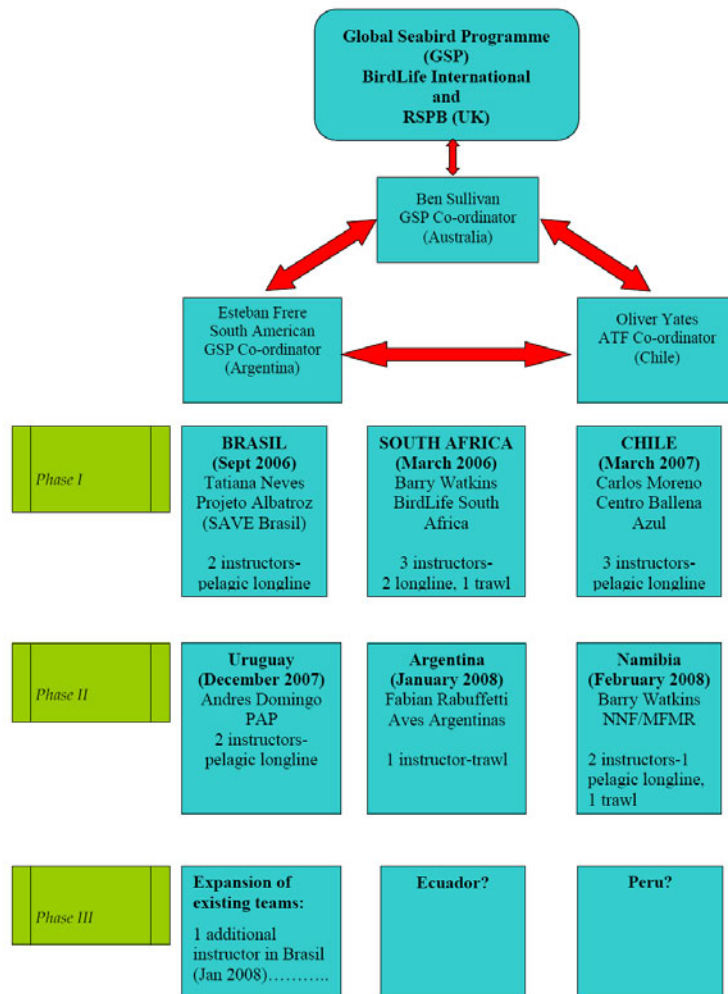 Global Seabird Programme
(GSP)
BirdLife International
and
RSPB (UK)
Ben Sullivan
GSP Co-ordinator
(Australia)
Esteban Frere
South American
GSP Co-ordinator
(Argentina)
Oliver Yates
ATF Co-ordinator
(Chile)
Phase I
BRASIL
(Sept 2006)
Tatiana Neves
Projeto Albatroz
(SAVE Brasil)
2 instructors-
pelagic longline
SOUTH AFRICA
(March 2006)
Barry Watkins
BirdLife South
Africa
3 instructors-
2 longline, 1 trawl
CHILE
(March 2007)
Carlos Moreno
Centro Ballena
Azul
3 instructors-
pelagic longline
Phase II
Uruguay
(December 2007)
Andres Domingo
PAP
2 instructors-
pelagic longline
Argentina
(January 2008)
Fabian Rabuffetti
Aves Argentinas
1 instructor-trawl
Namibia
(February 2008)
Barry Watkins
NNF/MFMR
2 instructors-1
pelagic longline,
1 trawl
Phase III
Expansion of
existing teams:
1 additional
instructor in Brasil
(Jan 2008)………..
Ecuador?
Peru?